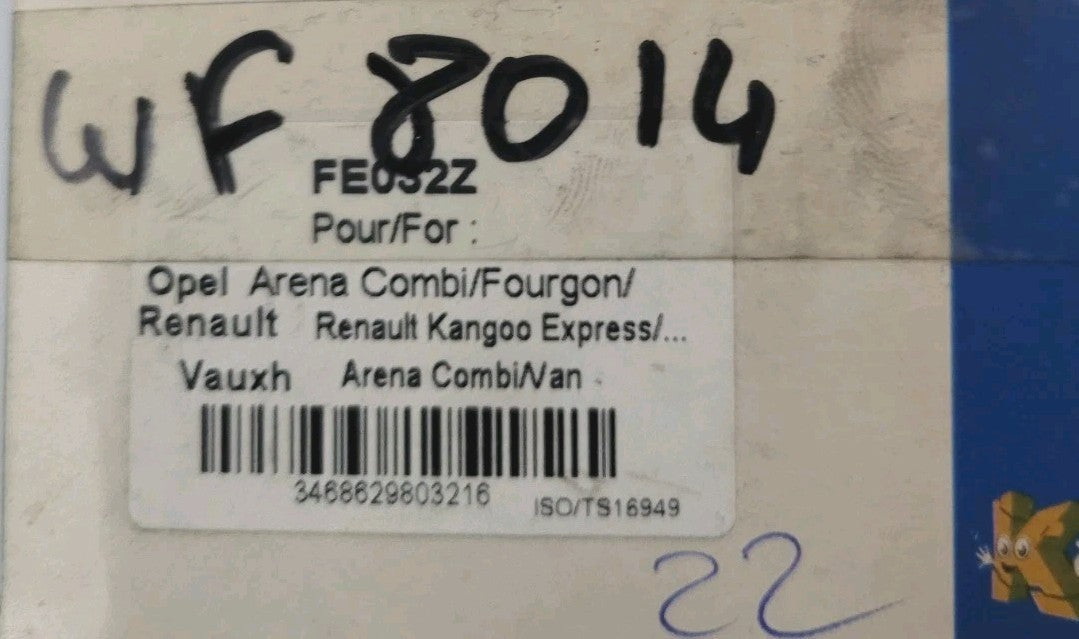 WF 8014
FE032Z
Pour/For :
Opel Arena Combi/Fourgon/
Renault Renault Kangoo Express/...
Vauxh Arena Combi/Van
3468629803216
ISO/TS16949
22